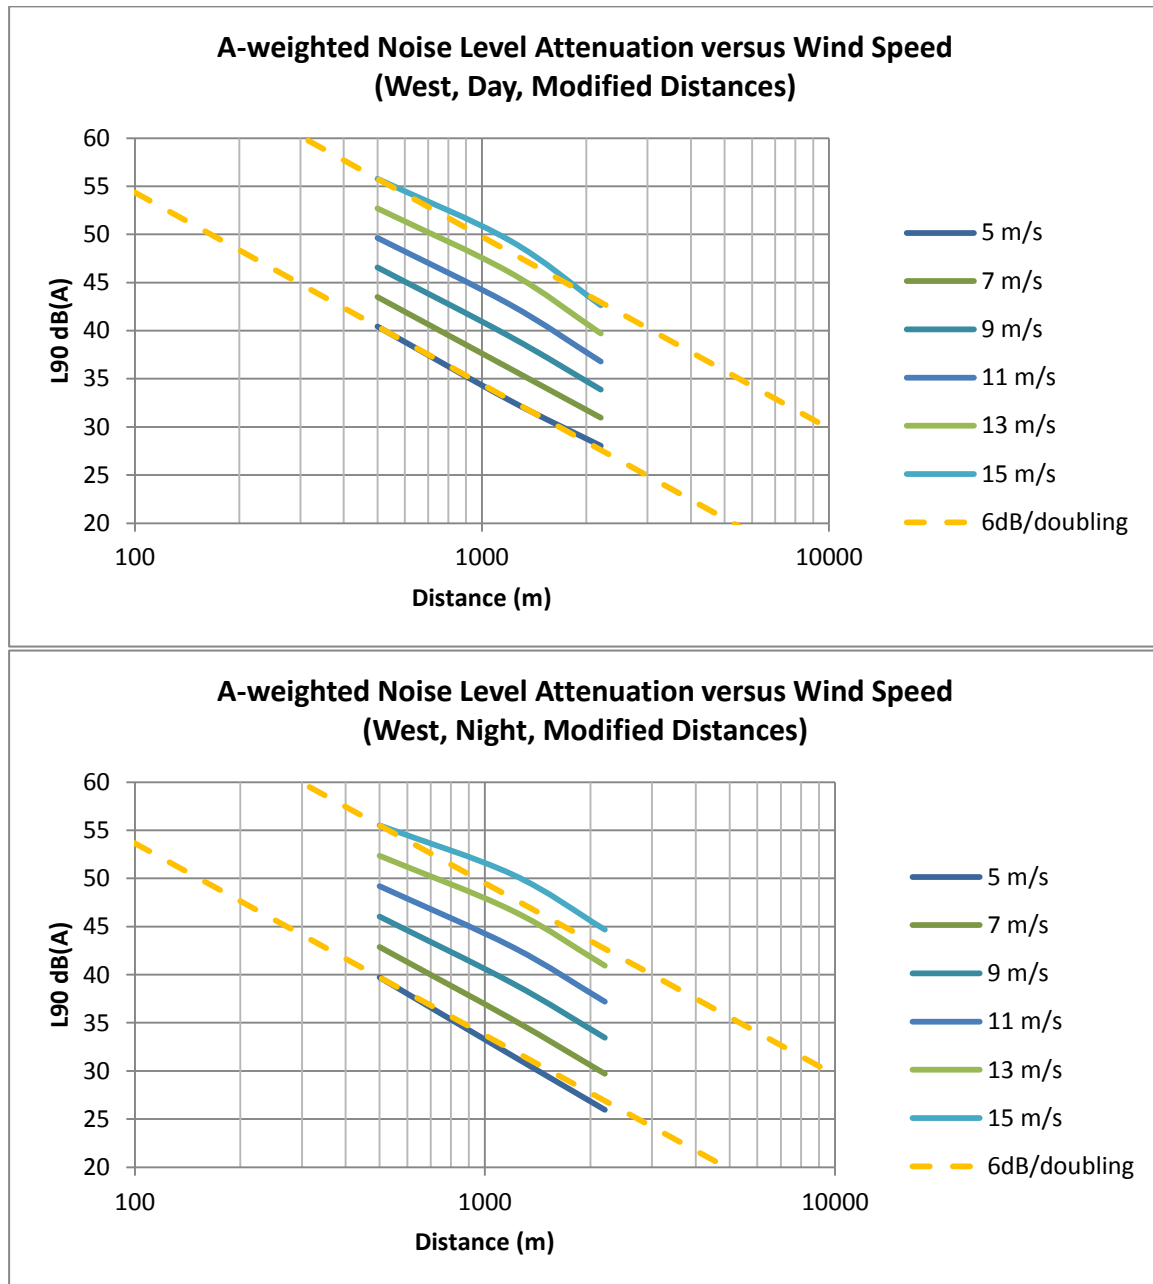 A-weighted Noise Level Attenuation versus Wind Speed
(West, Day, Modified Distances)
60
55
50
45
40
35
30
25
20
L90 dB(A)
100
1000
10000
Distance (m)
5 m/s
7 m/s
9 m/s
11 m/s
13 m/s
15 m/s
6dB/doubling
A-weighted Noise Level Attenuation versus Wind Speed
(West, Night, Modified Distances)
60
55
50
45
40
35
30
25
20
L90 dB(A)
100
1000
10000
Distance (m)
5 m/s
7 m/s
9 m/s
11 m/s
13 m/s
15 m/s
6dB/doubling